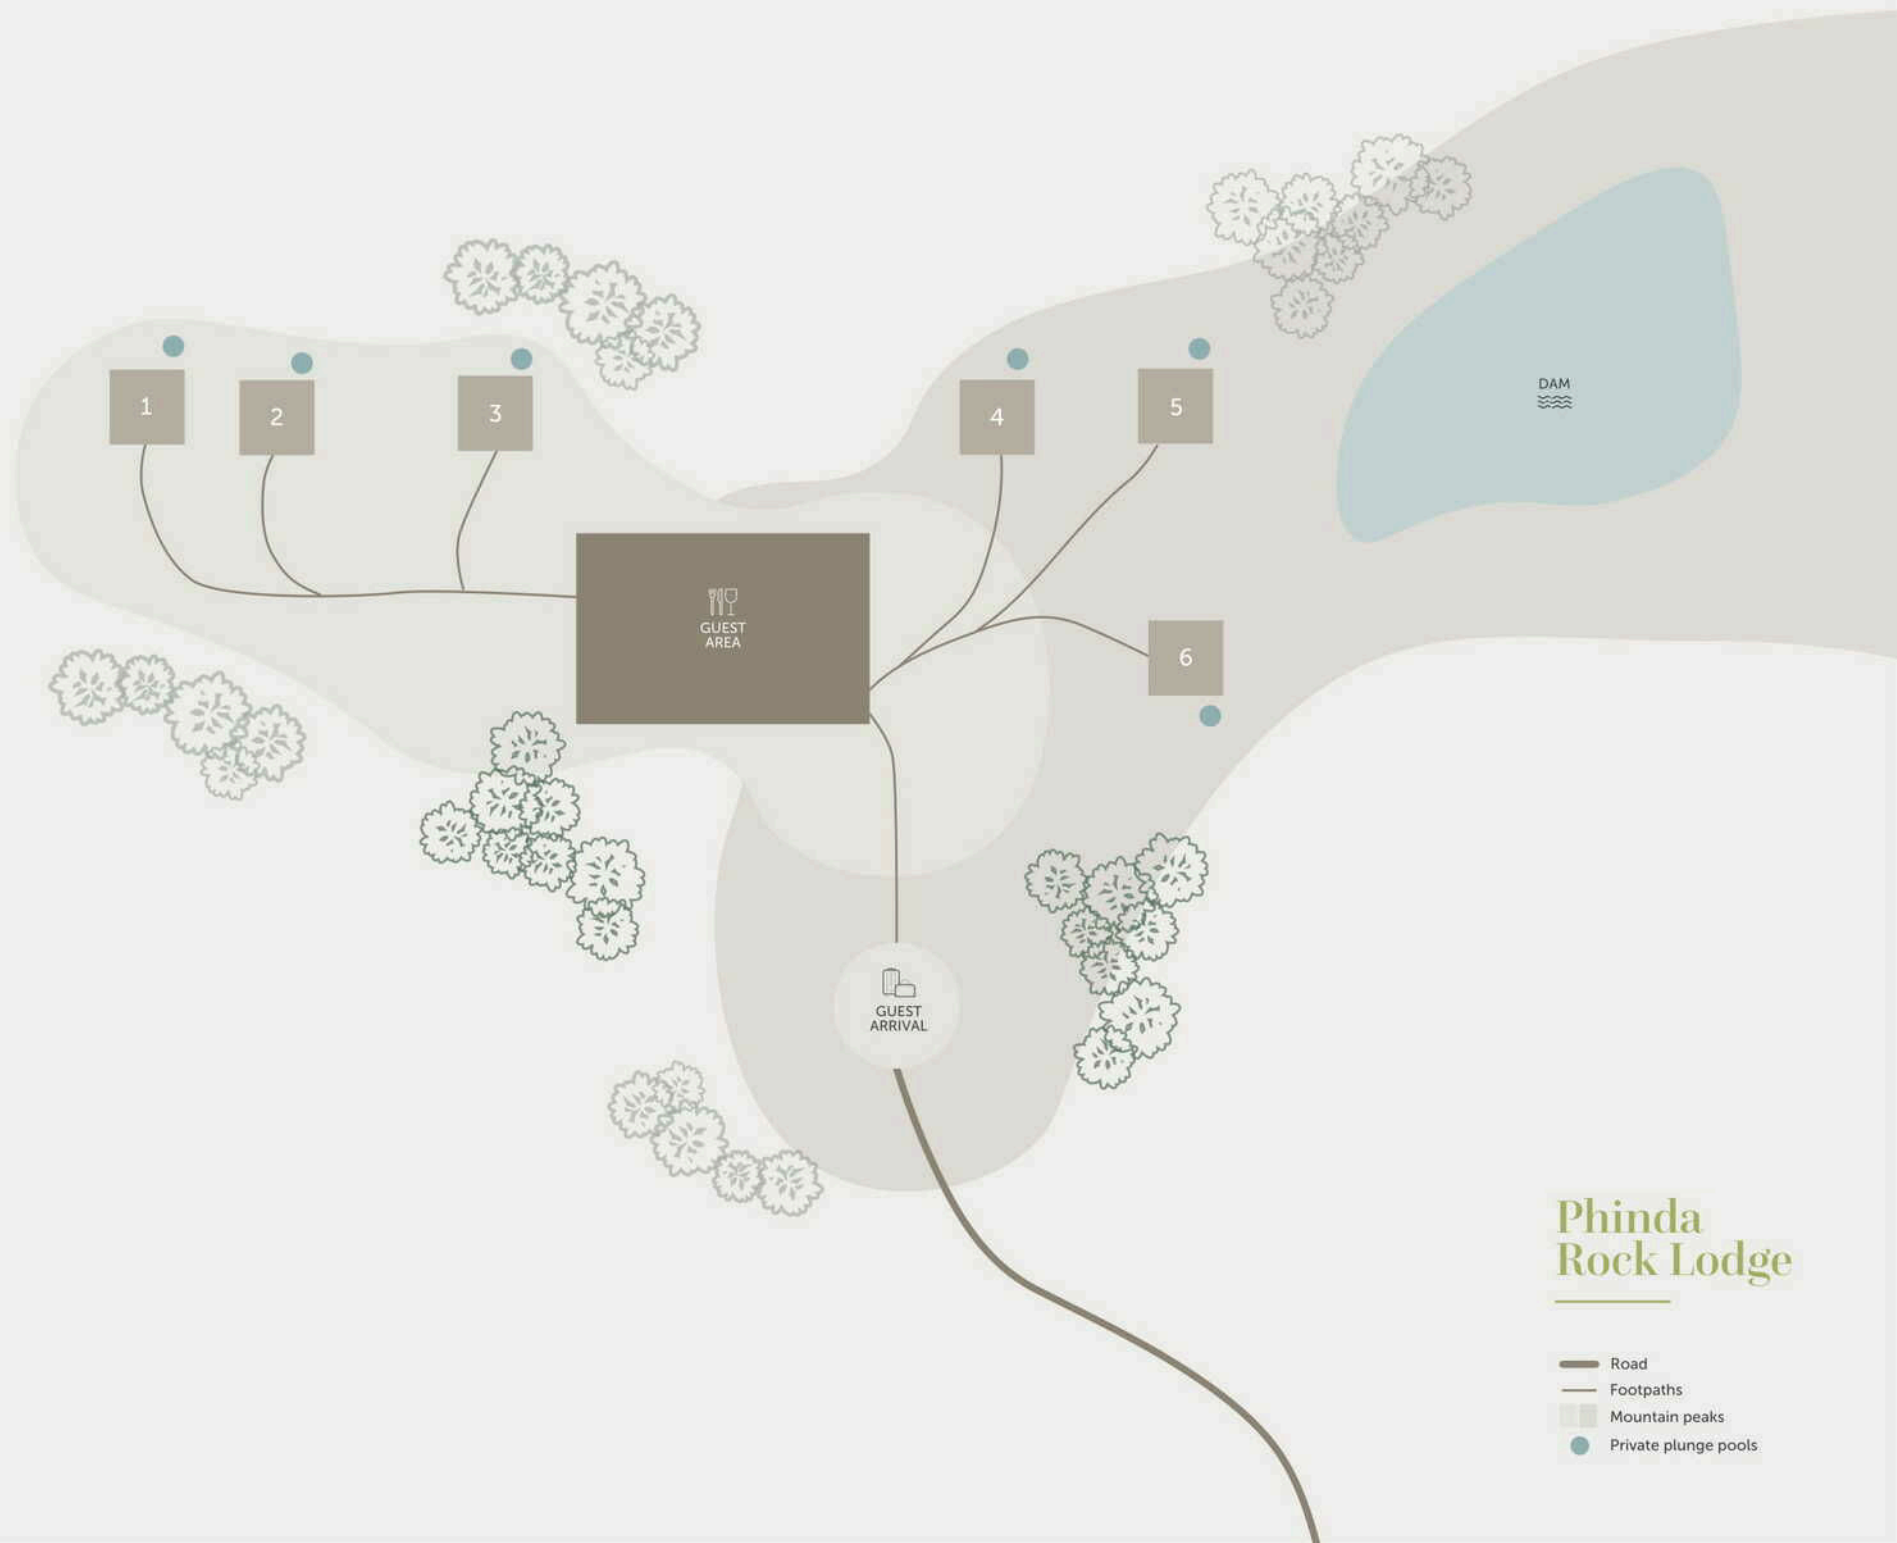 1
2
3
4
5
DAM
GUEST
AREA
6
GUEST
ARRIVAL
Phinda
Rock Lodge
Road
Footpaths
Mountain peaks
Private plunge pools